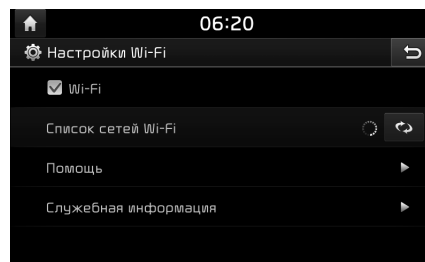 06:20
Настройки Wi-Fi
Wi-Fi
Список сетей Wi-Fi
Помощь
Служебная информация